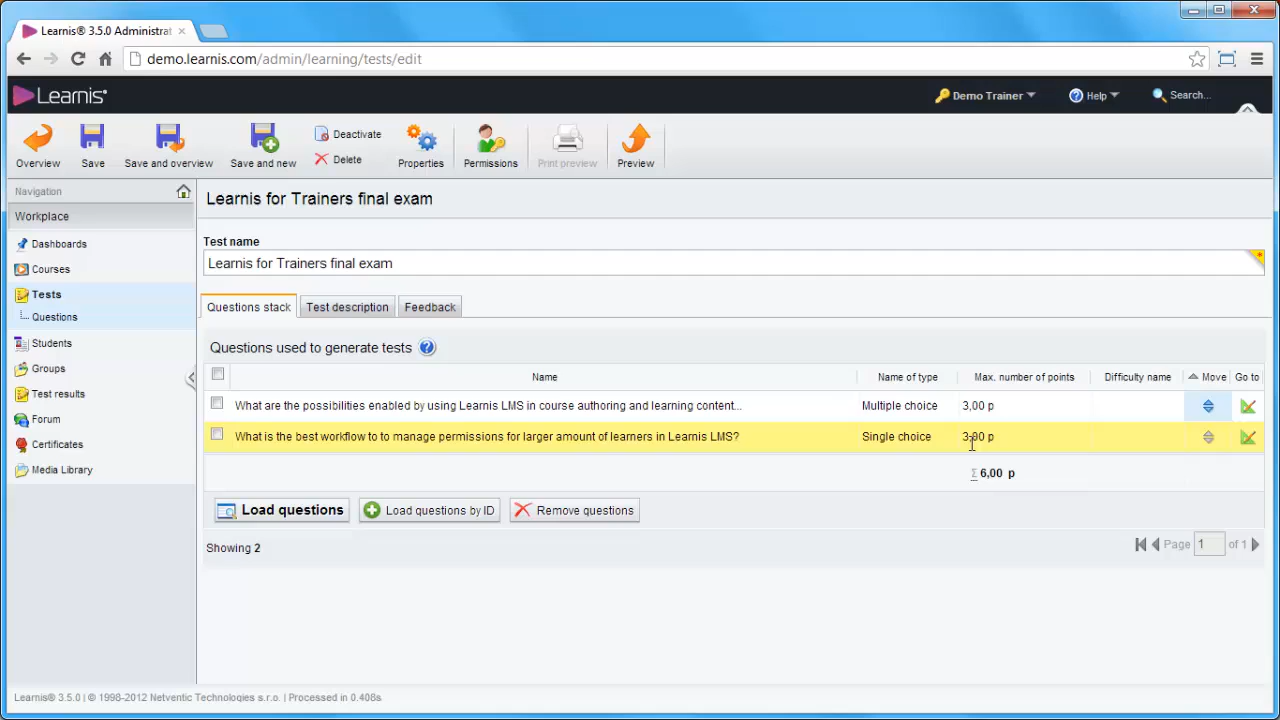 Learnis® 3.5.0 Administrat
demo.learnis.com/admin/learning/tests/edit
Learnis
Demo Trainer
Help
Search...
Overview
Save
Save and overview
Save and new
Deactivate
Delete
Properties
Permissions
Print preview
Preview
Navigation
Workplace
Dashboards
Courses
Tests
Questions
Students
Groups
Test results
Forum
Certificates
Media Library
Learnis for Trainers final exam
Test name
Learnis for Trainers final exam
Questions stack Test description Feedback
Questions used to generate tests
Name Name of type Max. number of points Difficulty name Move Go to
What are the possibilities enabled by using Learnis LMS in course authoring and learning content... Multiple choice 3,00 p
What is the best workflow to to manage permissions for larger amount of learners in Learnis LMS? Single choice 3,00 p
Σ 6,00 p
Load questions Load questions by ID Remove questions
Showing 2
Page 1 of 1
Learnis® 3.5.0 | © 1998-2012 Netventic Technologies s.r.o. | Processed in 0.408s